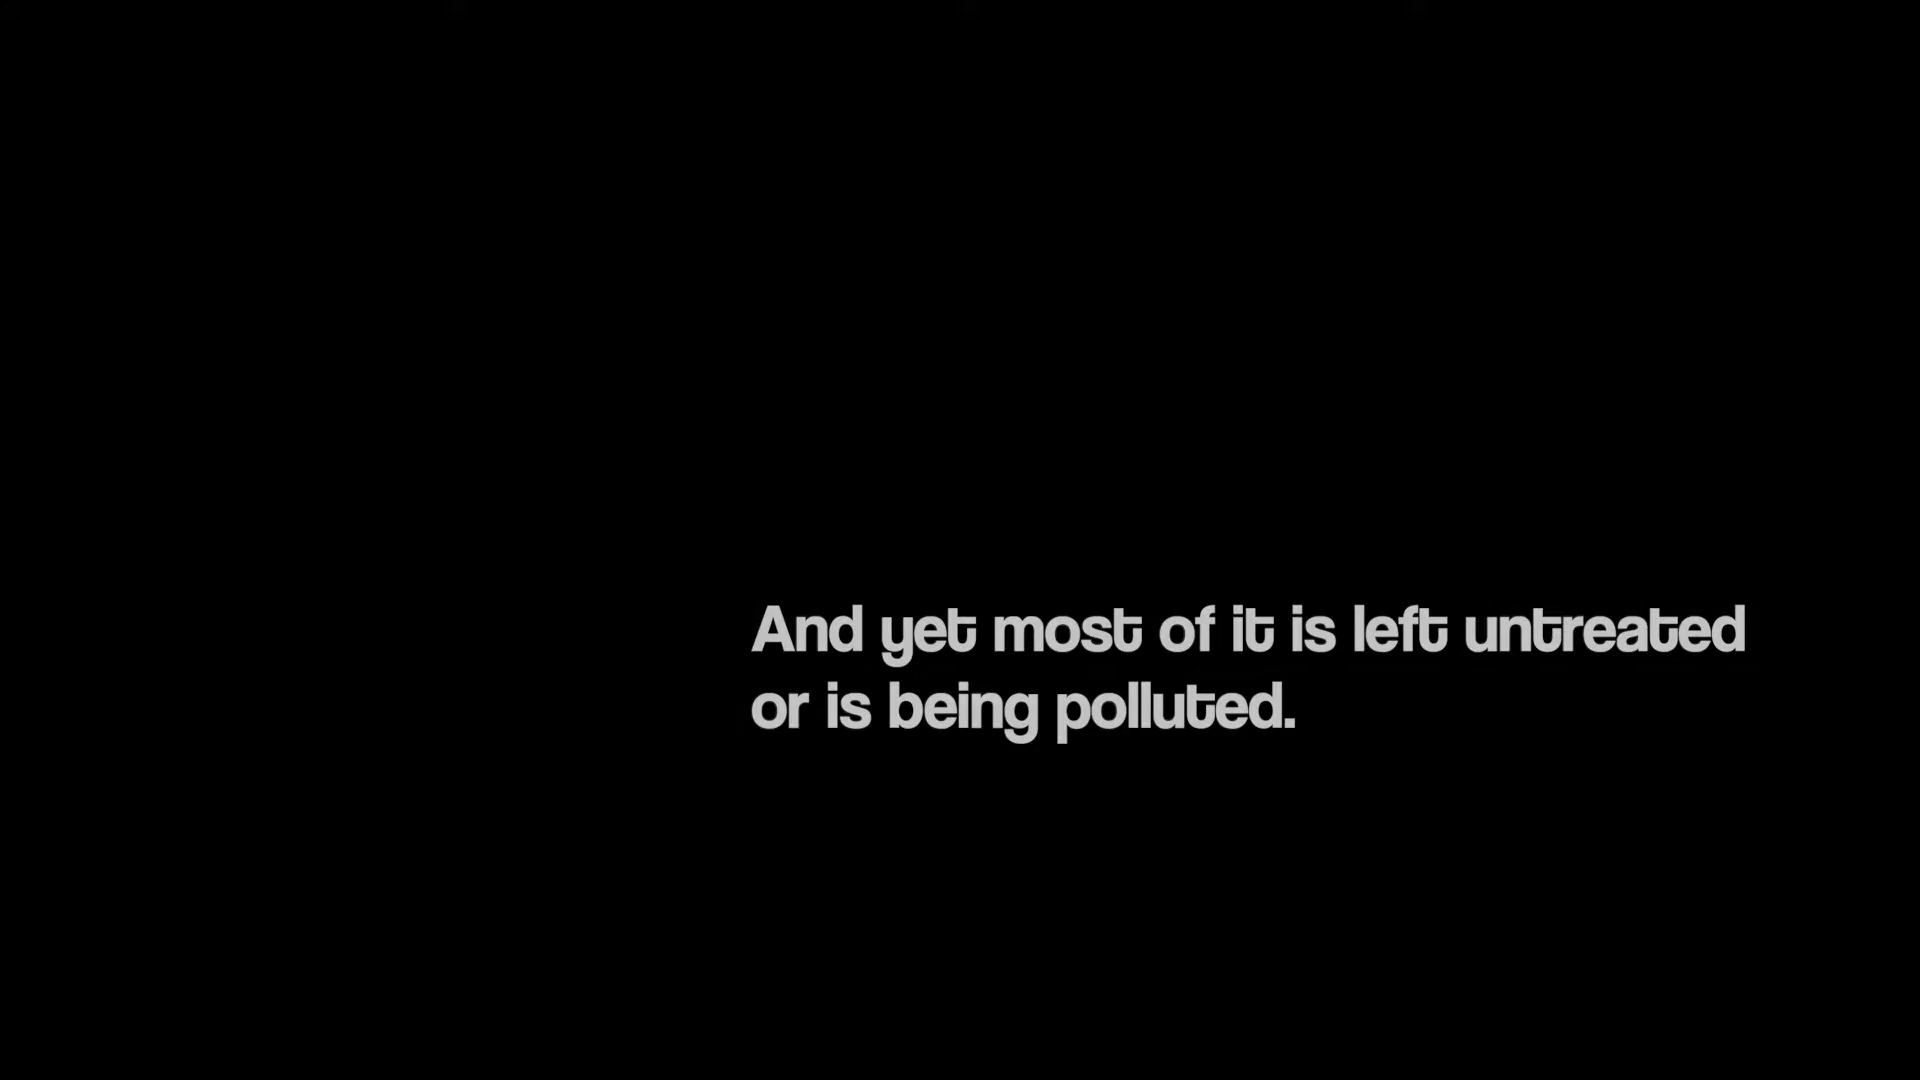 And yet most of it is left untreated
or is being polluted.